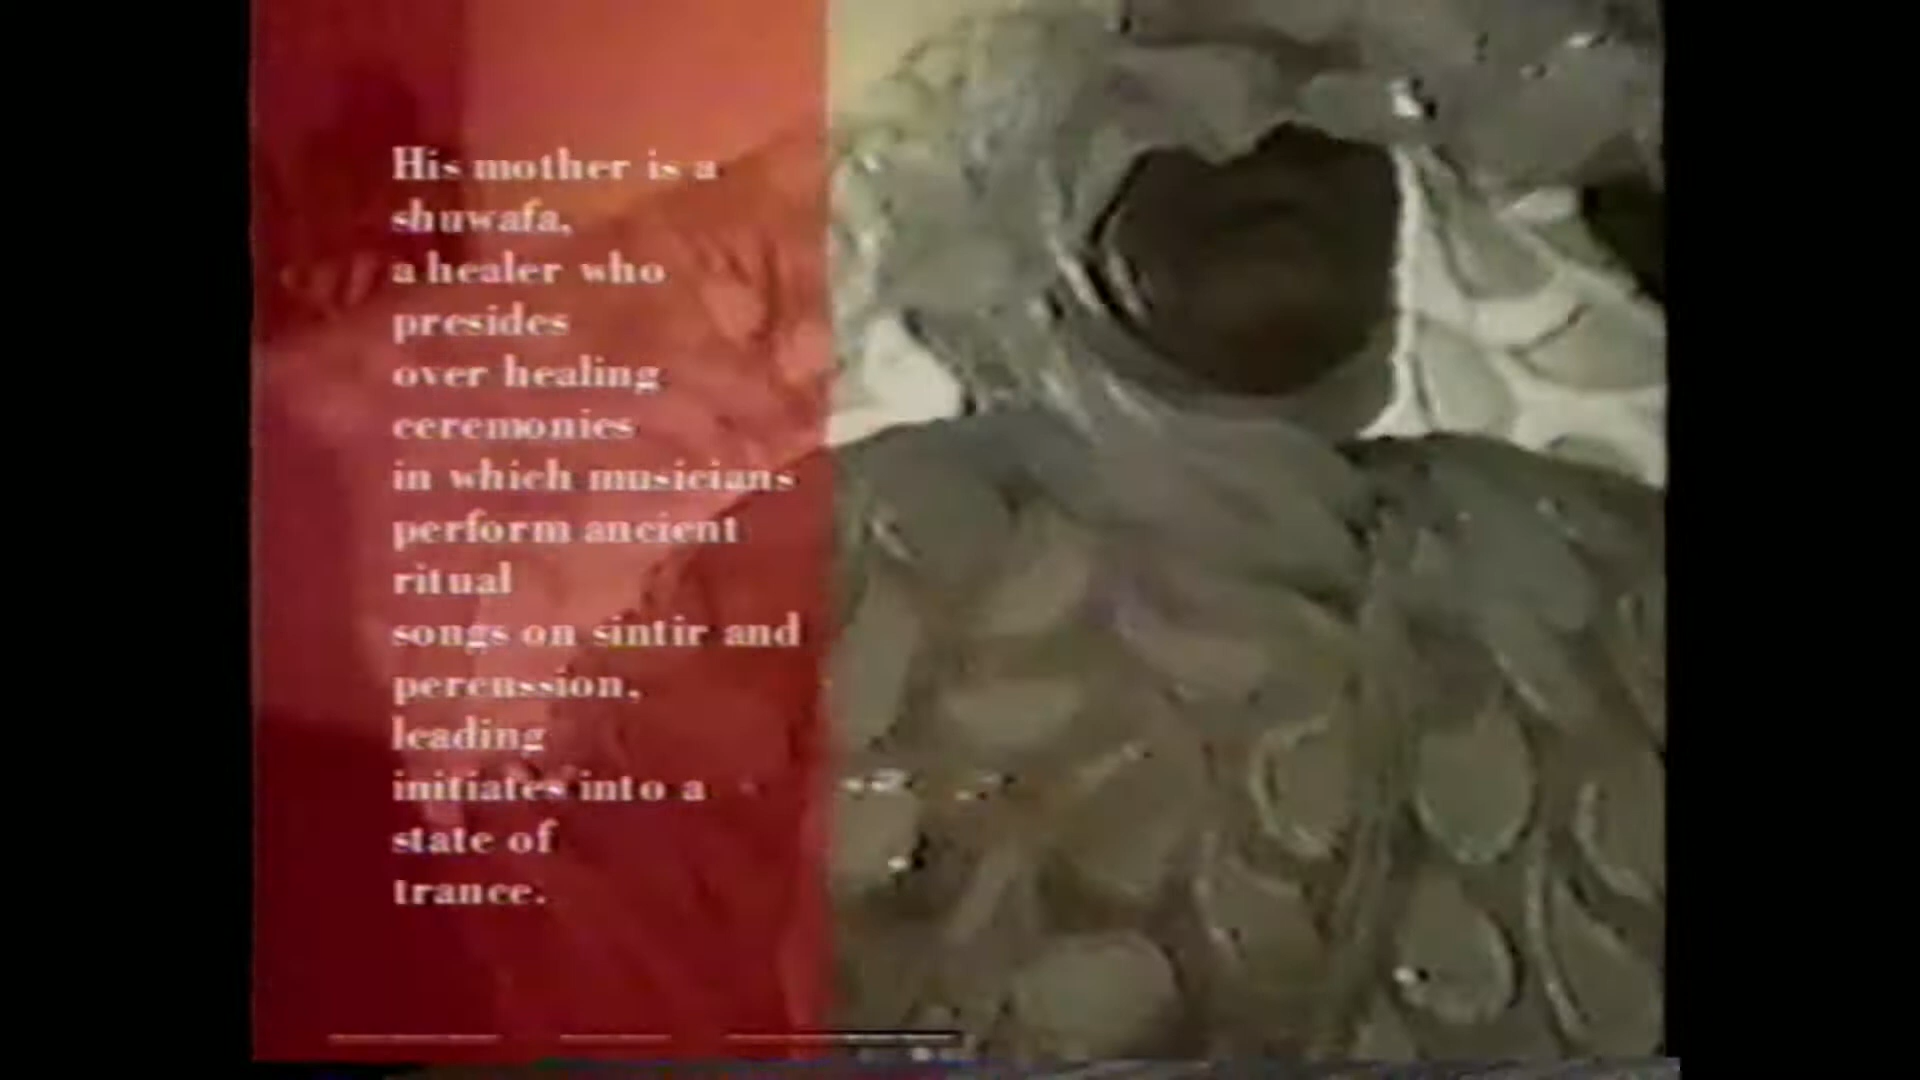 His mother is a
shuwafa,
a healer who
presides
over healing
ceremonies
in which musicians
perform ancient
ritual
songs on sintir and
percussion,
leading
initiates into a
state of
trance.